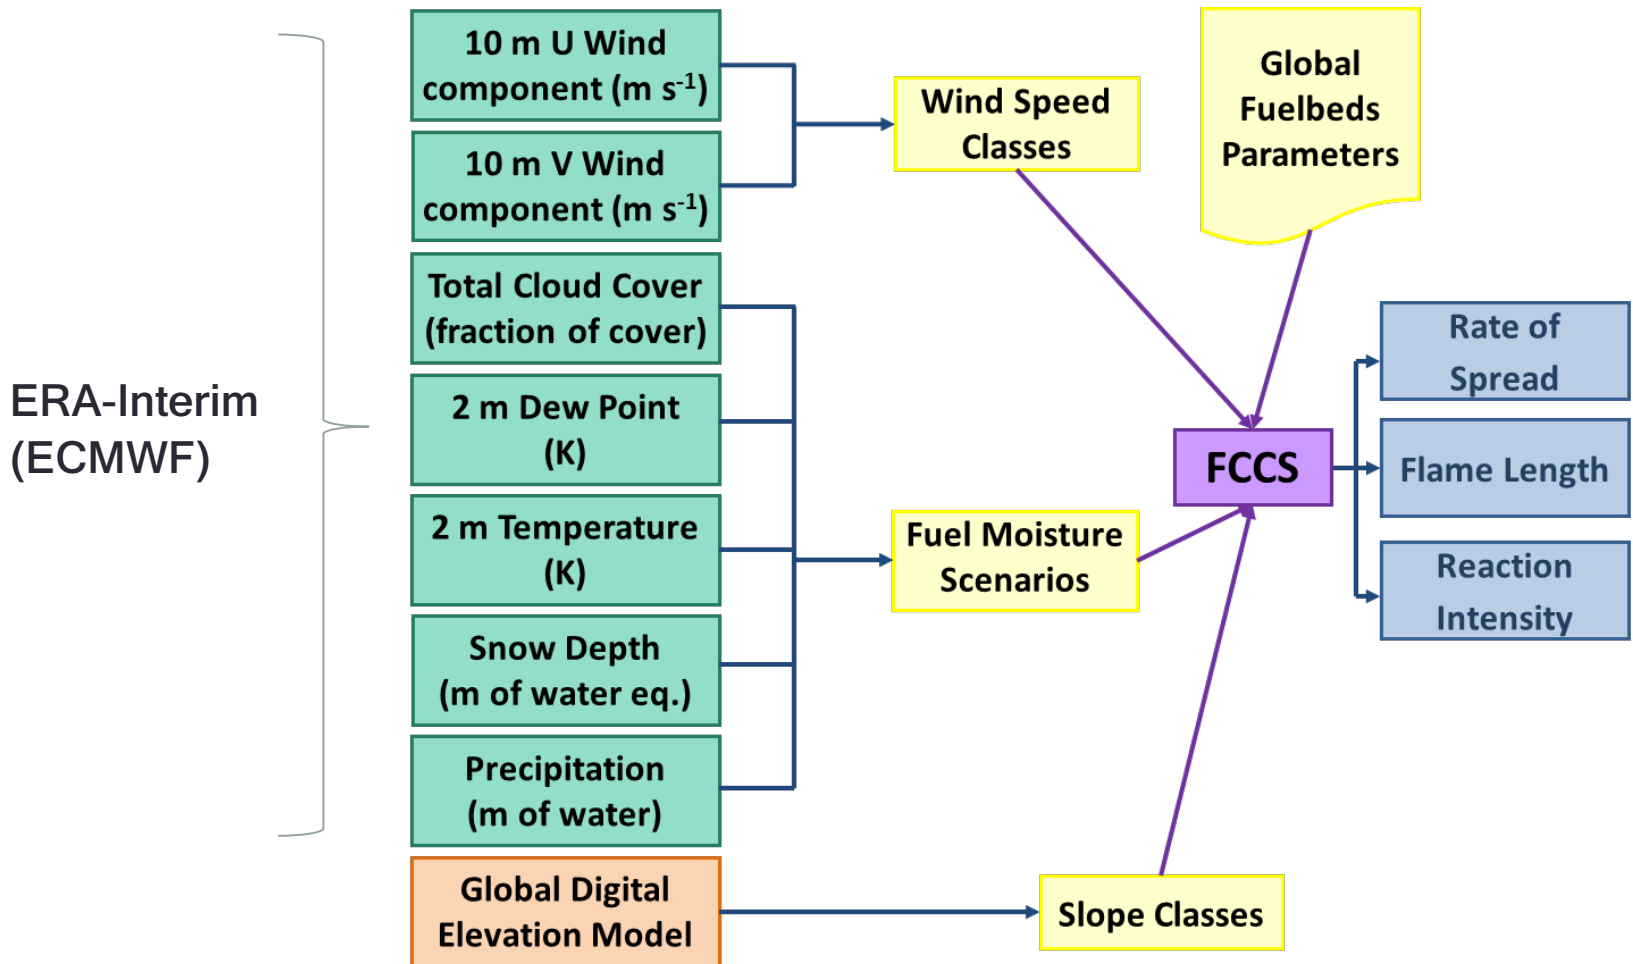 ERA-Interim
(ECMWF)
10 m U Wind
component (m s⁻¹)
10 m V Wind
component (m s⁻¹)
Total Cloud Cover
(fraction of cover)
2 m Dew Point
(K)
2 m Temperature
(K)
Snow Depth
(m of water eq.)
Precipitation
(m of water)
Global Digital
Elevation Model
Wind Speed
Classes
Fuel Moisture
Scenarios
Slope Classes
Global
Fuelbeds
Parameters
FCCS
Rate of
Spread
Flame Length
Reaction
Intensity